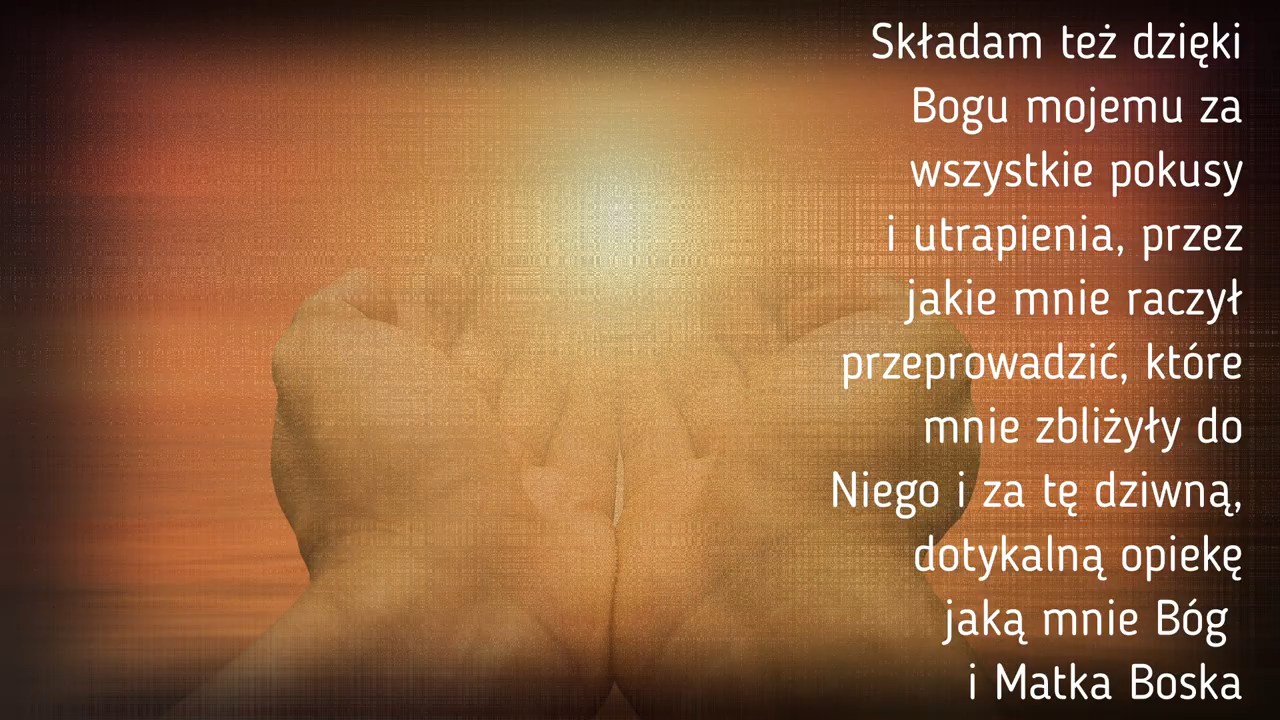 Składam też dzięki
Bogu mojemu za
wszystkie pokusy
i utrapienia, przez
jakie mnie raczył
przeprowadzić, które
mnie zbliżyły do
Niego i za tę dziwną,
dotykalną opiekę
jaką mnie Bóg
i Matka Boska